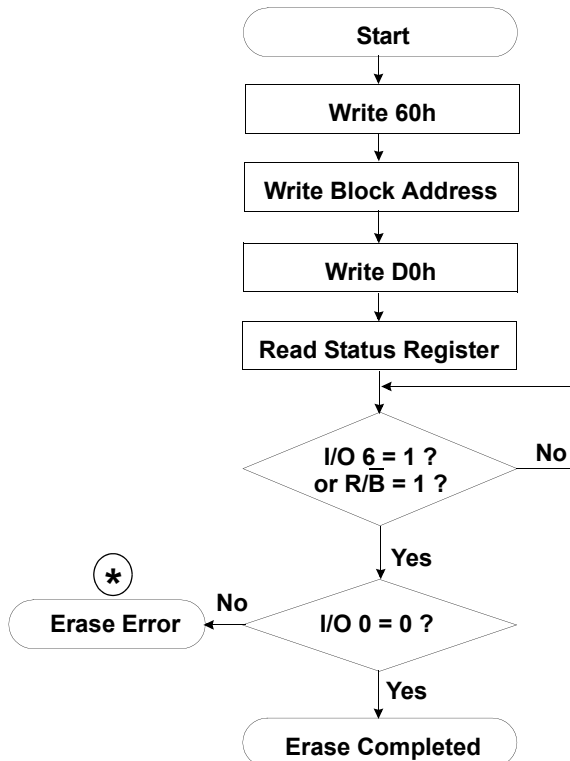 Start
Write 60h
Write Block Address
Write D0h
Read Status Register
I/O 6 = 1 ?
or R/B̅ = 1 ?
No
Yes
*
No
Erase Error
I/O 0 = 0 ?
Yes
Erase Completed